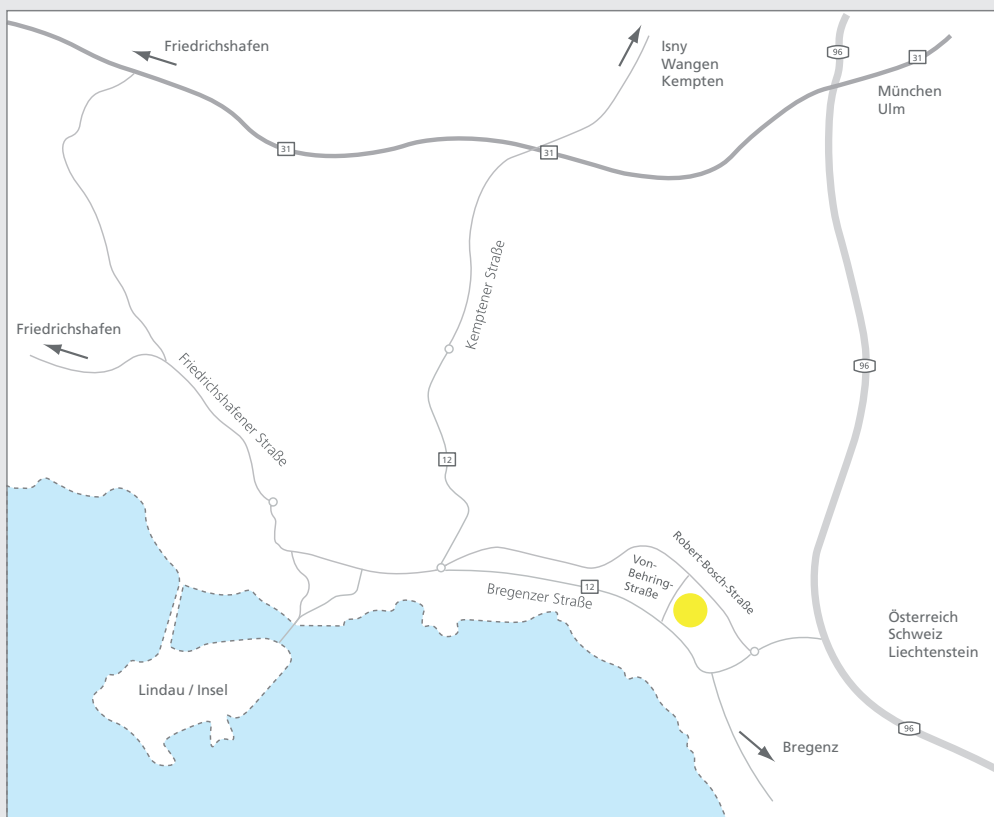 Friedrichshafen
Isny
Wangen
Kempten
96
31
München
Ulm
31
31
Kemptener Straße
Friedrichshafen
Friedrichshafener Straße
96
12
Robert-Bosch-Straße
Von-
Behring-
Straße
12
Bregenzer Straße
Österreich
Schweiz
Liechtenstein
Lindau / Insel
96
Bregenz